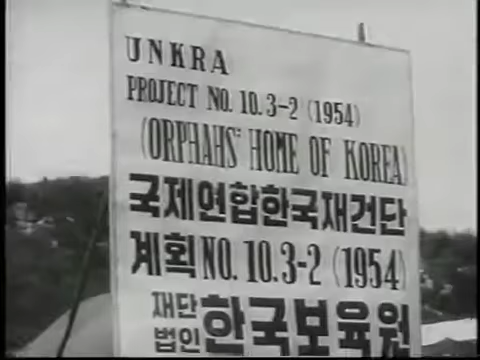 UNKRA
PROJECT NO. 10.3-2 (1954)
(ORPHAHS' HOME OF KOREA)
국제연합한국재건단
계획 NO. 10.3-2 (1954)
재단
법인 한국보육원